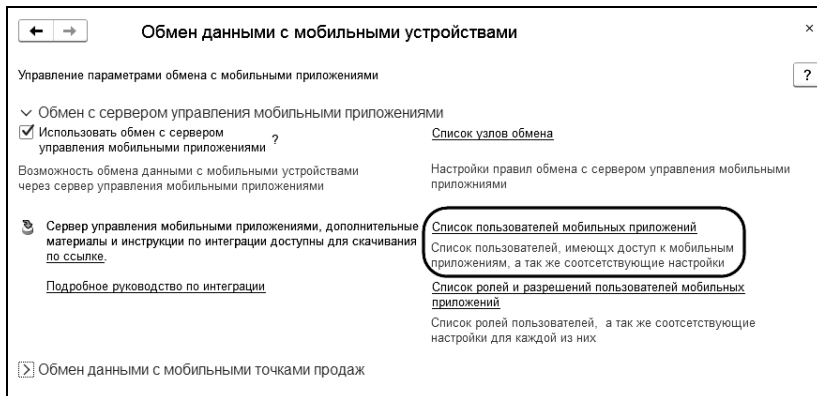 Обмен данными с мобильными устройствами
Управление параметрами обмена с мобильными приложениями
?
Обмен с сервером управления мобильными приложениями
Использовать обмен с сервером
управления мобильными приложениями ?
Список узлов обмена
Возможность обмена данными с мобильными устройствами
через сервер управления мобильными приложениями
Настройки правил обмена с сервером управления мобильными
приложниями
Сервер управления мобильными приложениями, дополнительные
материалы и инструкции по интеграции доступны для скачивания
по ссылке.
Список пользователей мобильных приложений
Список пользователей, имеющх доступ к мобильным
приложениям, а так же соотсетствующие настройки
Подробное руководство по интеграции
Список ролей и разрешений пользователей мобильных
приложений
Список ролей пользователей, а так же соотсетствующие
настройки для каждой из них
Обмен данными с мобильными точками продаж